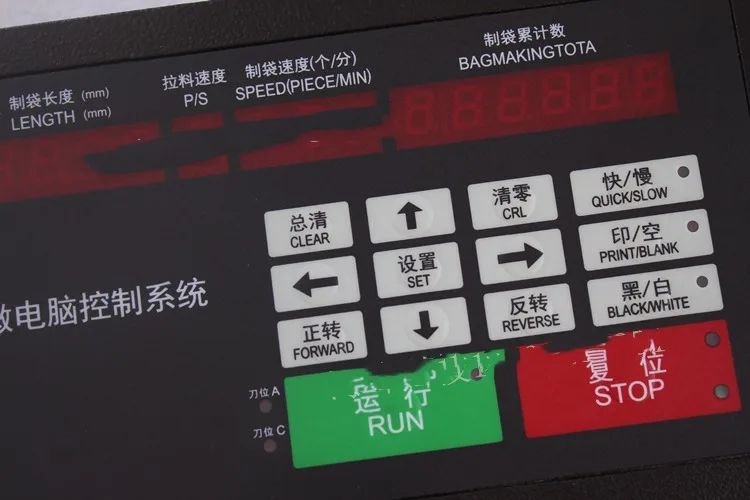 制袋长度 (mm)
LENGTH (mm)
拉料速度
P/S
制袋速度(个/分)
SPEED(PIECE/MIN)
制袋累计数
BAGMAKINGTOTA
总清
CLEAR
清零
CRL
快/慢
QUICK/SLOW
设置
SET
印/空
PRINT/BLANK
正转
FORWARD
反转
REVERSE
黑/白
BLACK/WHITE
微电脑控制系统
刀位 A
刀位 C
运 行
RUN
复 位
STOP